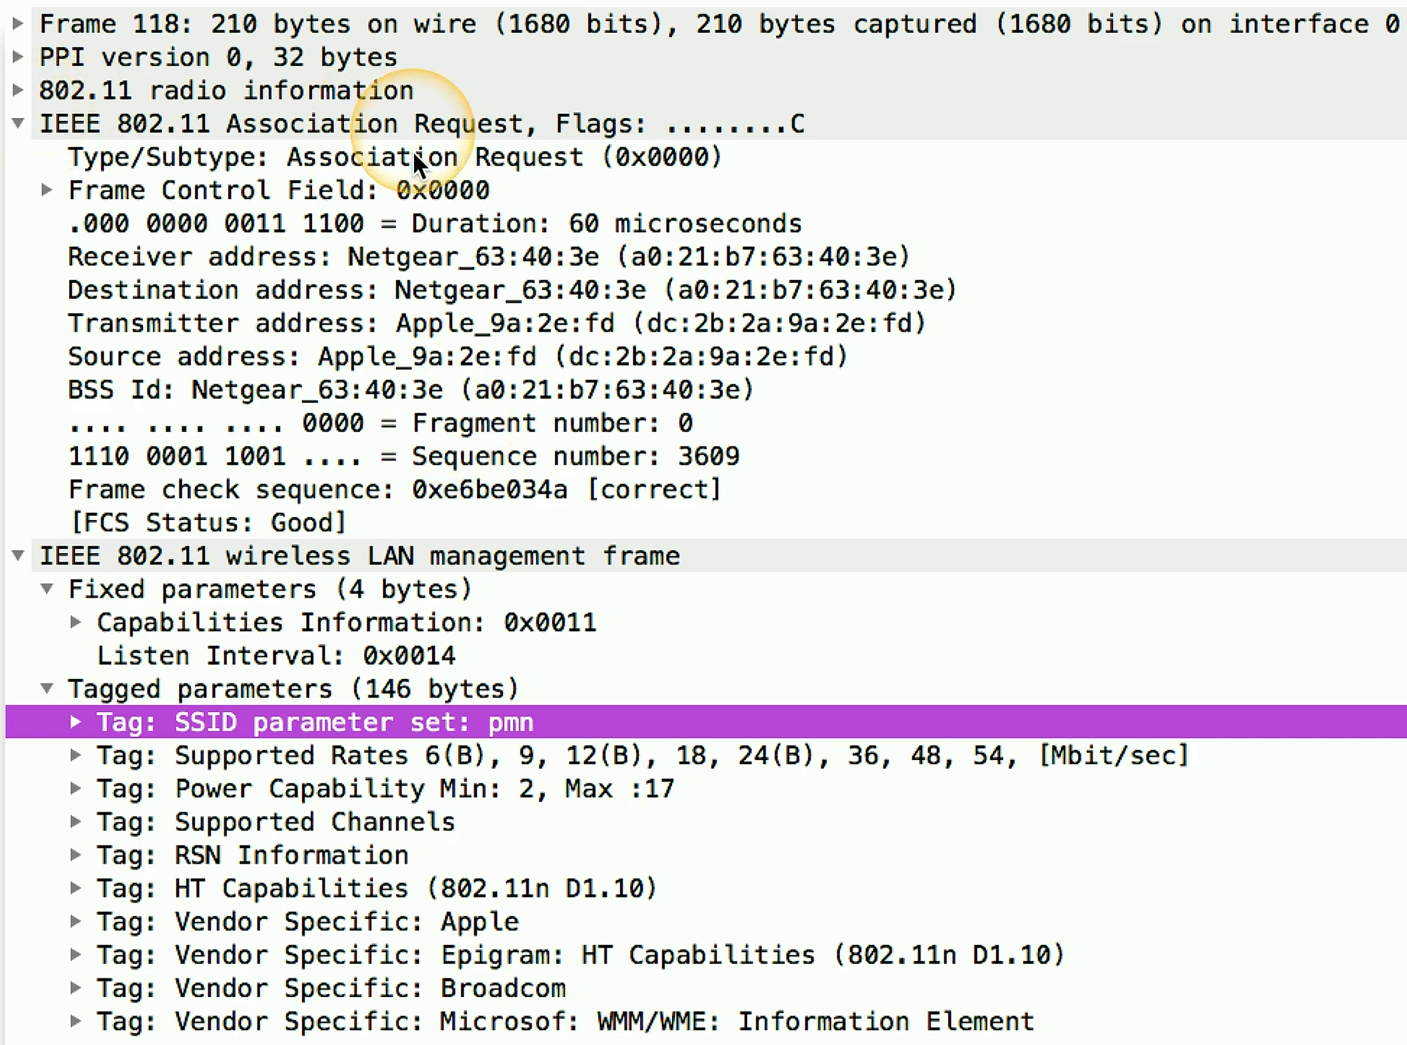 Frame 118: 210 bytes on wire (1680 bits), 210 bytes captured (1680 bits) on interface 0
PPI version 0, 32 bytes
802.11 radio information
IEEE 802.11 Association Request, Flags: ........C
Type/Subtype: Association Request (0x0000)
Frame Control Field: 0x0000
.000 0000 0011 1100 = Duration: 60 microseconds
Receiver address: Netgear_63:40:3e (a0:21:b7:63:40:3e)
Destination address: Netgear_63:40:3e (a0:21:b7:63:40:3e)
Transmitter address: Apple_9a:2e:fd (dc:2b:2a:9a:2e:fd)
Source address: Apple_9a:2e:fd (dc:2b:2a:9a:2e:fd)
BSS Id: Netgear_63:40:3e (a0:21:b7:63:40:3e)
.... .... .... 0000 = Fragment number: 0
1110 0001 1001 .... = Sequence number: 3609
Frame check sequence: 0xe6be034a [correct]
[FCS Status: Good]
IEEE 802.11 wireless LAN management frame
Fixed parameters (4 bytes)
Capabilities Information: 0x0011
Listen Interval: 0x0014
Tagged parameters (146 bytes)
Tag: SSID parameter set: pmn
Tag: Supported Rates 6(B), 9, 12(B), 18, 24(B), 36, 48, 54, [Mbit/sec]
Tag: Power Capability Min: 2, Max :17
Tag: Supported Channels
Tag: RSN Information
Tag: HT Capabilities (802.11n D1.10)
Tag: Vendor Specific: Apple
Tag: Vendor Specific: Epigram: HT Capabilities (802.11n D1.10)
Tag: Vendor Specific: Broadcom
Tag: Vendor Specific: Microsof: WMM/WME: Information Element